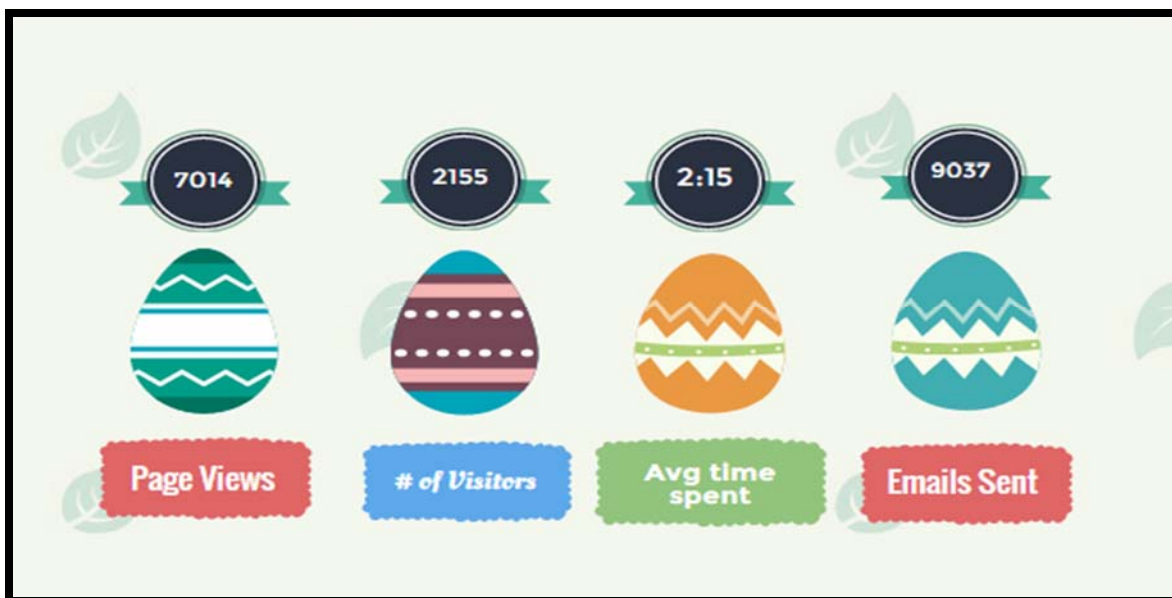 7014
2155
2:15
9037
Page Views
# of Visitors
Avg time
spent
Emails Sent